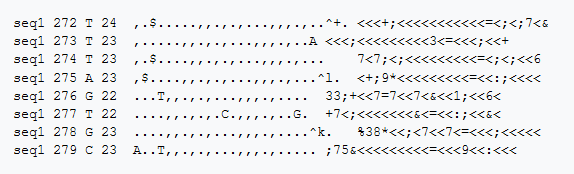 seq1 272 T 24  ,.$.....,,.,.,...,,,.,..^+. <<<+;<<<<<<<<<<<=<;<;7<&
seq1 273 T 23  ,.....,,.,.,...,,,.,..A <<<;<<<<<<<<<3<=<<<;<<+
seq1 274 T 23  ,.$....,,.,.,...,,,.,...    7<7;<;<<<<<<<<<=<;<;<<6
seq1 275 A 23  ,$....,,.,.,...,,,.,...^l.  <+;9*<<<<<<<<<=<<:;<<<<
seq1 276 G 22  ...T,,.,.,...,,,.,....  33;+<<7=7<<7<&<<1;<<6<
seq1 277 T 22  ....,,.,.,.C.,,,.,..G.  +7<;<<<<<<<&<=<<:;<<&<
seq1 278 G 23  ....,,.,.,...,,,.,....^k.   %38*<<;<7<<7<=<<<;<<<<<
seq1 279 C 23  A..T,,.,.,...,,,.,..... ;75&<<<<<<<<<=<<<9<<:<<<